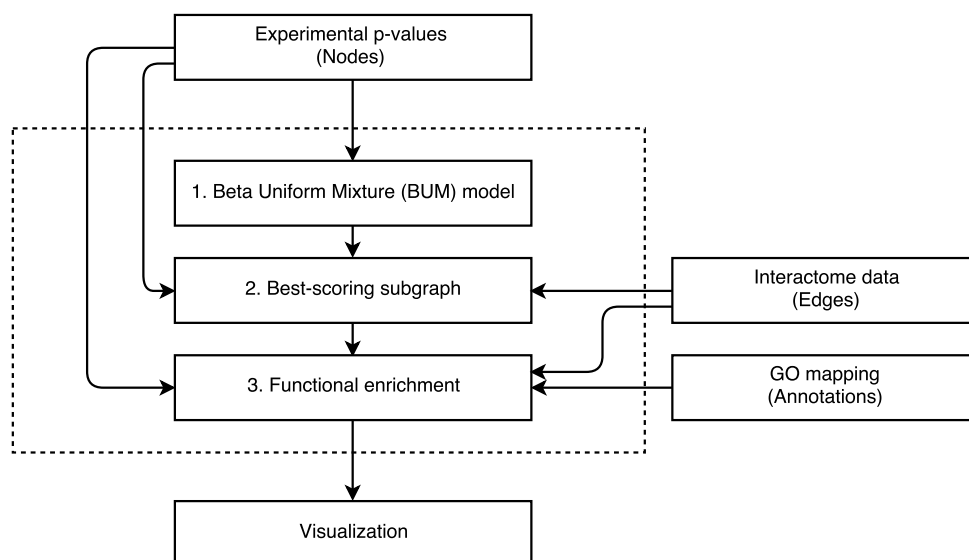 Experimental p-values
(Nodes)
1. Beta Uniform Mixture (BUM) model
2. Best-scoring subgraph
Interactome data
(Edges)
3. Functional enrichment
GO mapping
(Annotations)
Visualization